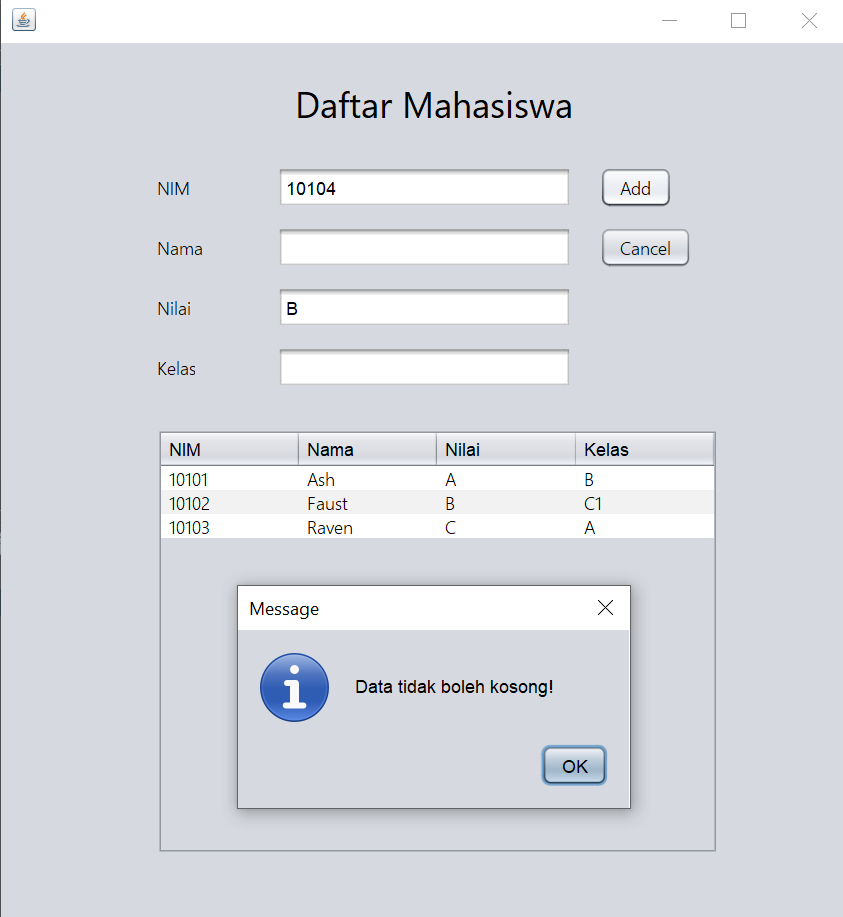 Daftar Mahasiswa
NIM 10104 Add
Nama Cancel
Nilai B
Kelas
NIM Nama Nilai Kelas
10101 Ash A B
10102 Faust B C1
10103 Raven C A
Message
Data tidak boleh kosong!
OK